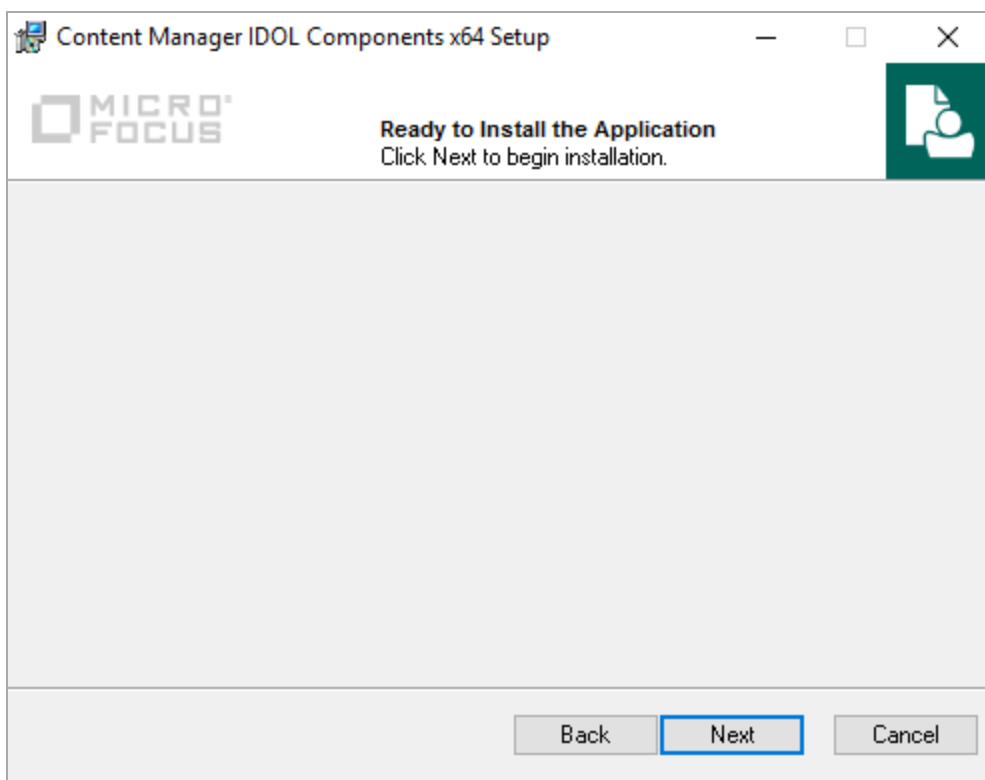 Content Manager IDOL Components x64 Setup
MICRO
FOCUS
Ready to Install the Application
Click Next to begin installation.
Back Next Cancel